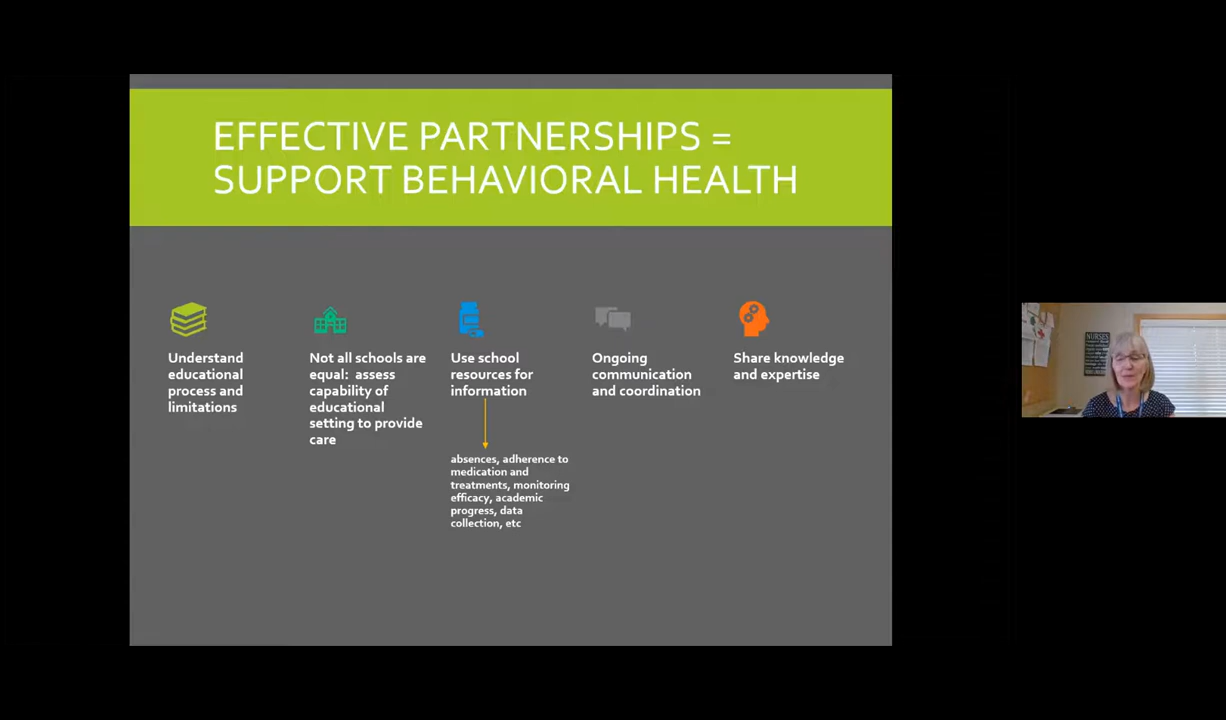 EFFECTIVE PARTNERSHIPS =
SUPPORT BEHAVIORAL HEALTH
Understand
educational
process and
limitations
Not all schools are
equal:  assess
capability of
educational
setting to provide
care
Use school
resources for
information
absences, adherence to
medication and
treatments, monitoring
efficacy, academic
progress, data
collection, etc
Ongoing
communication
and coordination
Share knowledge
and expertise
NURSES